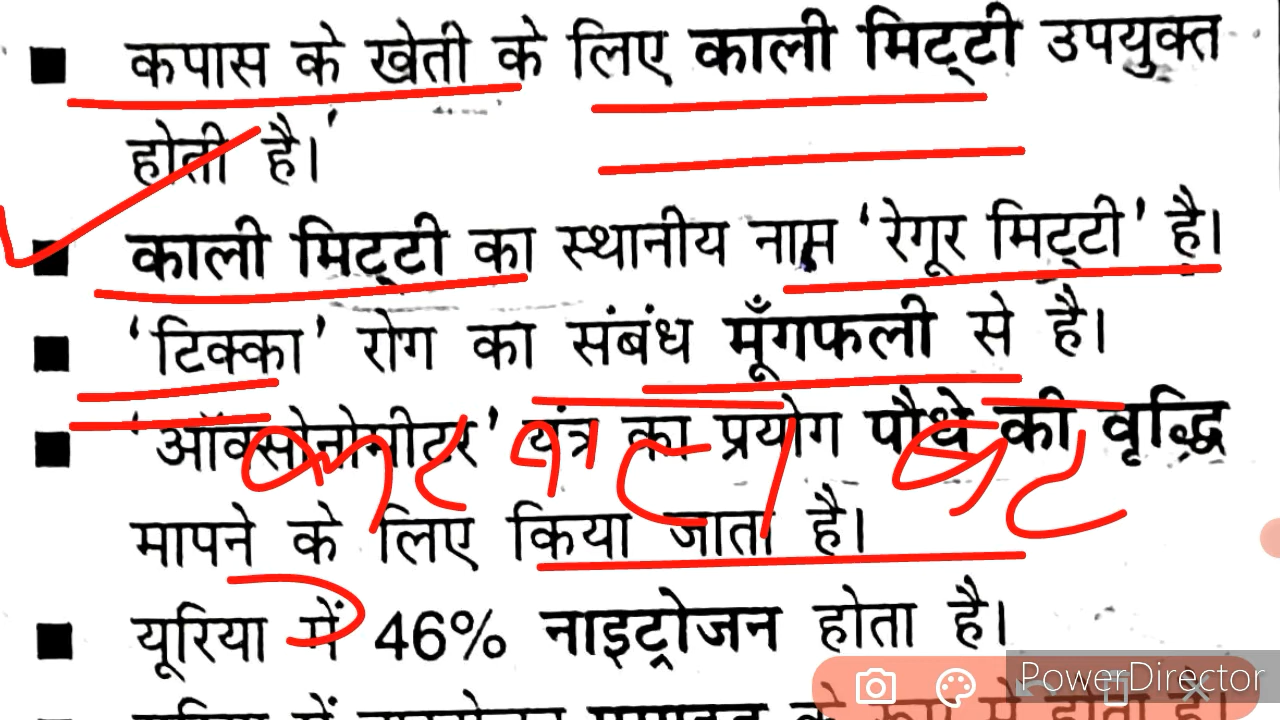 ■ कपास के खेती के लिए काली मिट्टी उपयुक्त
होती है।
■ काली मिट्टी का स्थानीय नाम 'रेगूर मिट्टी' है।
■ 'टिक्का' रोग का संबंध मूँगफली से है।
■ 'ऑक्सोनोमीटर' यंत्र का प्रयोग पौधे की वृद्धि
मापने के लिए किया जाता है।
■ यूरिया में 46% नाइट्रोजन होता है।
PowerDirector